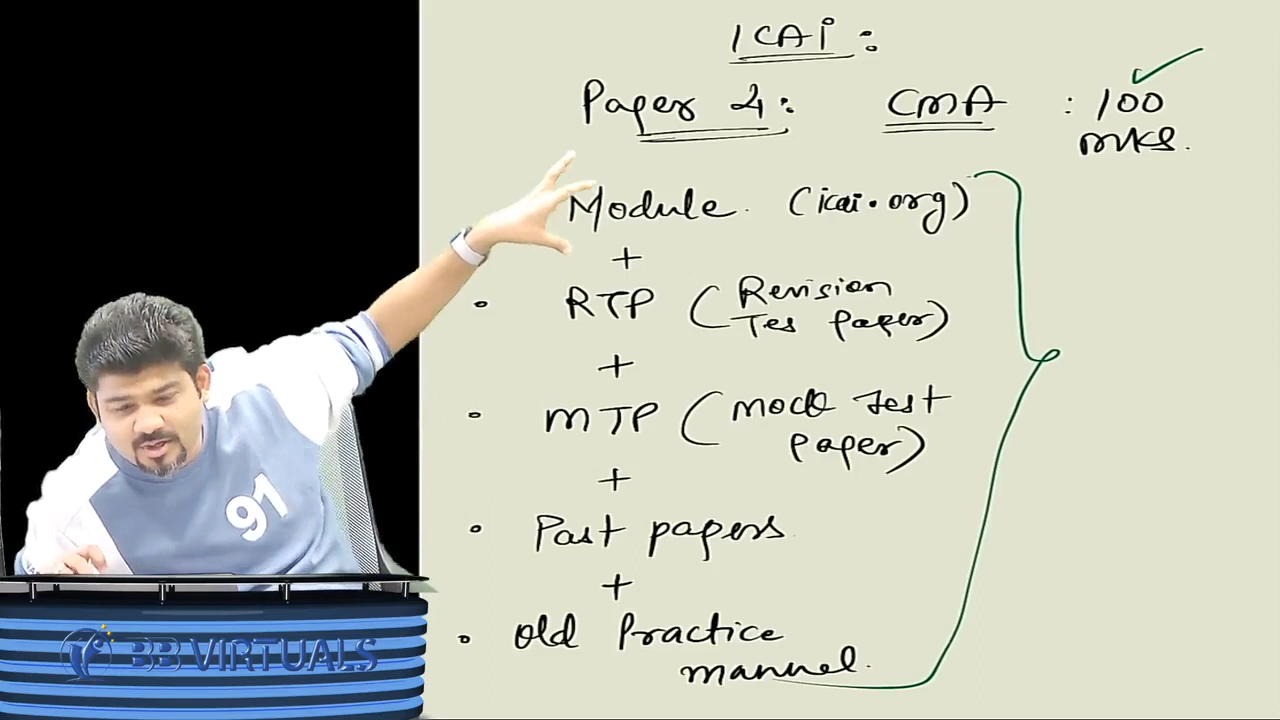 ICAI :
Paper 4 : CMA : 100
mks.
Module. (icai.org)
+
• RTP (Revision
Tes paper)
+
• MTP (Mock Test
paper)
+
• Past papers
+
• Old Practice
mannel.
91
BB VIRTUALS